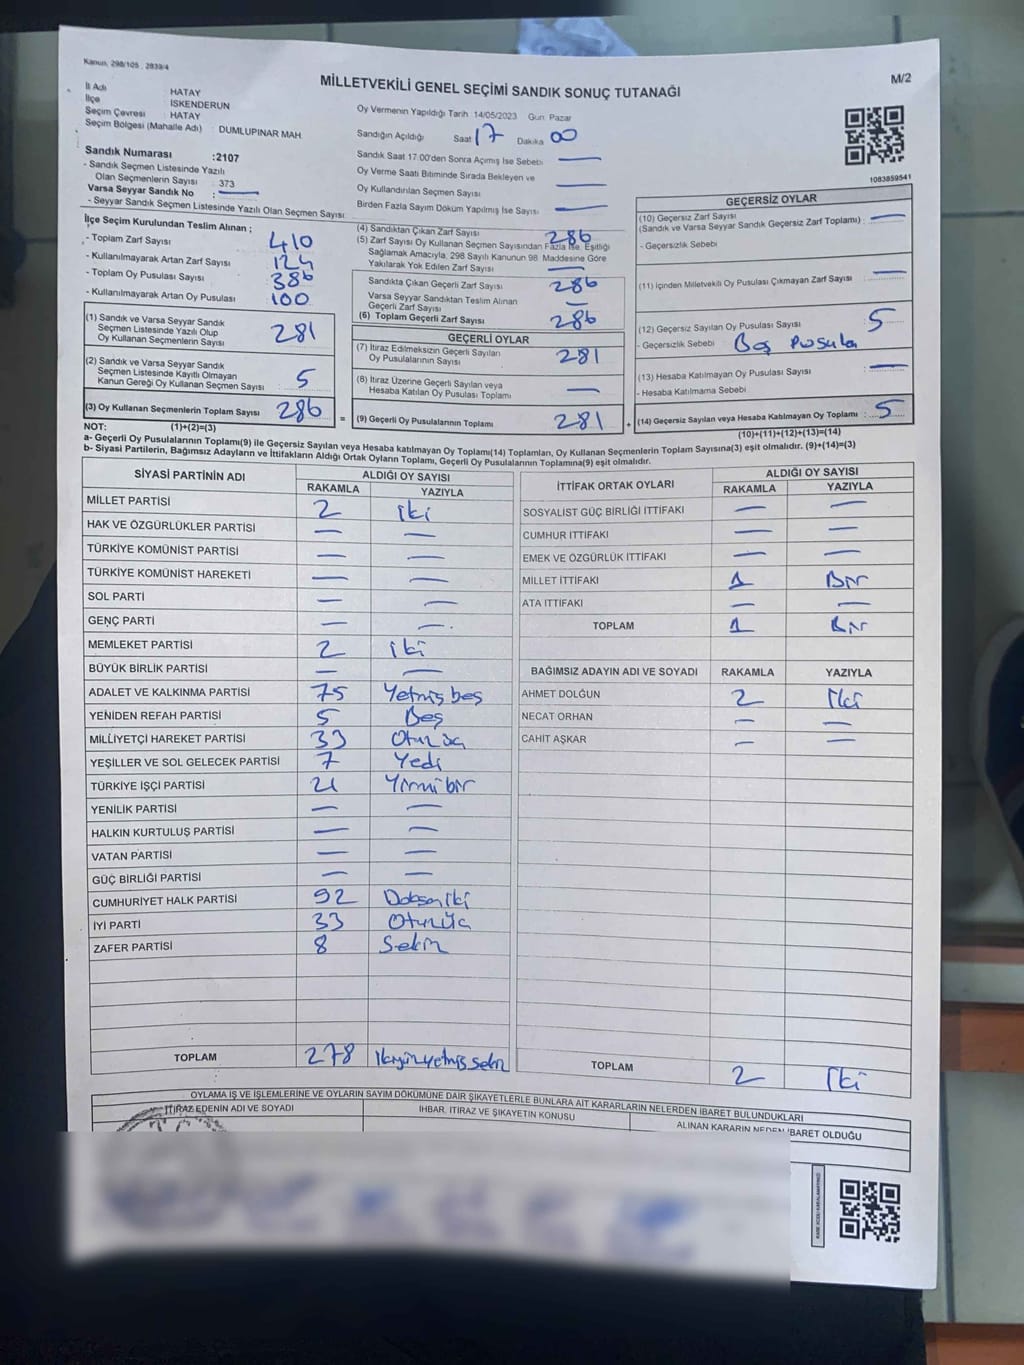 Kanun, 298/105 , 2839/4
MİLLETVEKİLİ GENEL SEÇİMİ SANDIK SONUÇ TUTANAĞI
M/2
İl Adı HATAY
İlçe İSKENDERUN
Seçim Çevresi : HATAY
Seçim Bölgesi (Mahalle Adı) : DUMLUPINAR MAH.
Sandık Numarası :2107
- Sandık Seçmen Listesinde Yazılı
Olan Seçmenlerin Sayısı : 373
Varsa Seyyar Sandık No : —
- Seyyar Sandık Seçmen Listesinde Yazılı Olan Seçmen Sayısı
Oy Vermenin Yapıldığı Tarih 14/05/2023 Gün: Pazar
Sandığın Açıldığı Saat 17 Dakika 00
Sandık Saat 17.00'den Sonra Açımış İse Sebebi —
Oy Verme Saati Bitiminde Sırada Bekleyen ve
Oy Kullandırılan Seçmen Sayısı —
Birden Fazla Sayım Döküm Yapılmış İse Sayısı —
1083859541
İlçe Seçim Kurulundan Teslim Alınan ;
- Toplam Zarf Sayısı 410
- Kullanılmayarak Artan Zarf Sayısı 124
- Toplam Oy Pusulası Sayısı 386
- Kullanılmayarak Artan Oy Pusulası 100
(1) Sandık ve Varsa Seyyar Sandık
Seçmen Listesinde Yazılı Olup
Oy Kullanan Seçmenlerin Sayısı 281
(2) Sandık ve Varsa Seyyar Sandık
Seçmen Listesinde Kayıtlı Olmayan
Kanun Gereği Oy Kullanan Seçmen Sayısı 5
(3) Oy Kullanan Seçmenlerin Toplam Sayısı 286
(4) Sandıktan Çıkan Zarf Sayısı 286
(5) Zarf Sayısı Oy Kullanan Seçmen Sayısından Fazla İse, Eşitliği
Sağlamak Amacıyla, 298 Sayılı Kanunun 98. Maddesine Göre
Yakılarak Yok Edilen Zarf Sayısı —
Sandıkta Çıkan Geçerli Zarf Sayısı 286
Varsa Seyyar Sandıktan Teslim Alınan
Geçerli Zarf Sayısı —
(6) Toplam Geçerli Zarf Sayısı 286
GEÇERLİ OYLAR
(7) İtiraz Edilmeksizin Geçerli Sayılan
Oy Pusulalarının Sayısı 281
(8) İtiraz Üzerine Geçerli Sayılan veya
Hesaba Katılan Oy Pusulası Toplamı —
= (9) Geçerli Oy Pusulalarının Toplamı 281
GEÇERSİZ OYLAR
(10) Geçersiz Zarf Sayısı
(Sandık ve Varsa Seyyar Sandık Geçersiz Zarf Toplamı) : —
- Geçersizlik Sebebi
(11) İçinden Milletvekili Oy Pusulası Çıkmayan Zarf Sayısı —
(12) Geçersiz Sayılan Oy Pusulası Sayısı 5
- Geçersizlik Sebebi Boş Pusula
(13) Hesaba Katılmayan Oy Pusulası Sayısı —
- Hesaba Katılmama Sebebi
+ (14) Geçersiz Sayılan veya Hesaba Katılmayan Oy Toplamı 5
NOT: (1)+(2)=(3)
(10)+(11)+(12)+(13)=(14)
a- Geçerli Oy Pusulalarının Toplamı(9) ile Geçersiz Sayılan veya Hesaba katılmayan Oy Toplamı(14) Toplamları, Oy Kullanan Seçmenlerin Toplam Sayısına(3) eşit olmalıdır. (9)+(14)=(3)
b- Siyasi Partilerin, Bağımsız Adayların ve İttifakların Aldığı Ortak Oyların Toplamı, Geçerli Oy Pusulalarının Toplamına(9) eşit olmalıdır.
SİYASİ PARTİNİN ADI ALDIĞI OY SAYISI
RAKAMLA YAZIYLA
MİLLET PARTİSİ 2 iki
HAK VE ÖZGÜRLÜKLER PARTİSİ — —
TÜRKİYE KOMÜNİST PARTİSİ — —
TÜRKİYE KOMÜNİST HAREKETİ — —
SOL PARTİ — —
GENÇ PARTİ — —
MEMLEKET PARTİSİ 2 iki
BÜYÜK BİRLİK PARTİSİ — —
ADALET VE KALKINMA PARTİSİ 75 Yetmiş beş
YENİDEN REFAH PARTİSİ 5 Beş
MİLLİYETÇİ HAREKET PARTİSİ 33 Otuz üç
YEŞİLLER VE SOL GELECEK PARTİSİ 7 Yedi
TÜRKİYE İŞÇİ PARTİSİ 21 Yirmi bir
YENİLİK PARTİSİ — —
HALKIN KURTULUŞ PARTİSİ — —
VATAN PARTİSİ — —
GÜÇ BİRLİĞİ PARTİSİ — —
CUMHURİYET HALK PARTİSİ 92 Doksan iki
İYİ PARTİ 33 Otuzüç
ZAFER PARTİSİ 8 Sekiz
TOPLAM 278 İkiyüzyetmiş sekiz
İTTİFAK ORTAK OYLARI ALDIĞI OY SAYISI
RAKAMLA YAZIYLA
SOSYALİST GÜÇ BİRLİĞİ İTTİFAKI — —
CUMHUR İTTİFAKI — —
EMEK VE ÖZGÜRLÜK İTTİFAKI — —
MİLLET İTTİFAKI 1 Bir
ATA İTTİFAKI — —
TOPLAM 1 Bir
BAĞIMSIZ ADAYIN ADI VE SOYADI RAKAMLA YAZIYLA
AHMET DOLĞUN 2 İki
NECAT ORHAN — —
CAHİT AŞKAR — —
TOPLAM 2 İki
OYLAMA İŞ VE İŞLEMLERİNE VE OYLARIN SAYIM DÖKÜMÜNE DAİR ŞİKAYETLERLE BUNLARA AİT KARARLARIN NELERDEN İBARET BULUNDUKLARI
İTİRAZ EDENİN ADI VE SOYADI İHBAR, İTİRAZ VE ŞİKAYETİN KONUSU ALINAN KARARIN NEDEN İBARET OLDUĞU